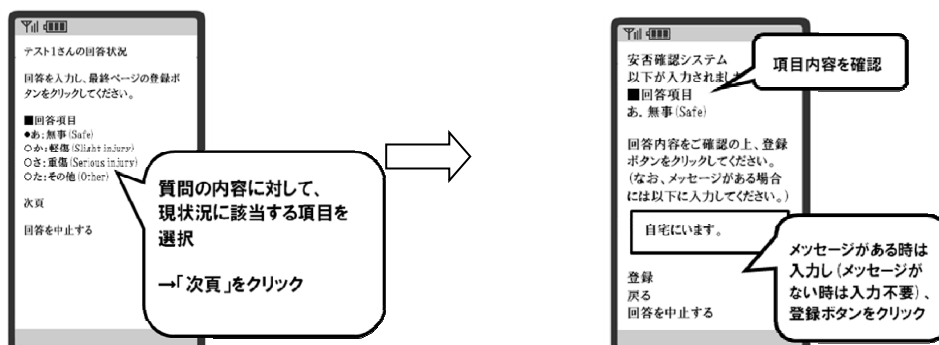 テスト1さんの回答状況
回答を入力し、最終ページの登録ボ
タンをクリックしてください。
■回答項目
●あ：無事(Safe)
○か：軽傷(Slight injury)
○さ：重傷(Serious injury)
○た：その他(Other)
次頁
回答を中止する
質問の内容に対して、
現状況に該当する項目を
選択
→「次頁」をクリック
安否確認システム
以下が入力されまし
■回答項目
あ．無事(Safe)
項目内容を確認
回答内容をご確認の上、登録
ボタンをクリックしてください。
（なお、メッセージがある場合
には以下に入力してください。）
自宅にいます。
登録
戻る
回答を中止する
メッセージがある時は
入力し（メッセージが
ない時は入力不要）、
登録ボタンをクリック